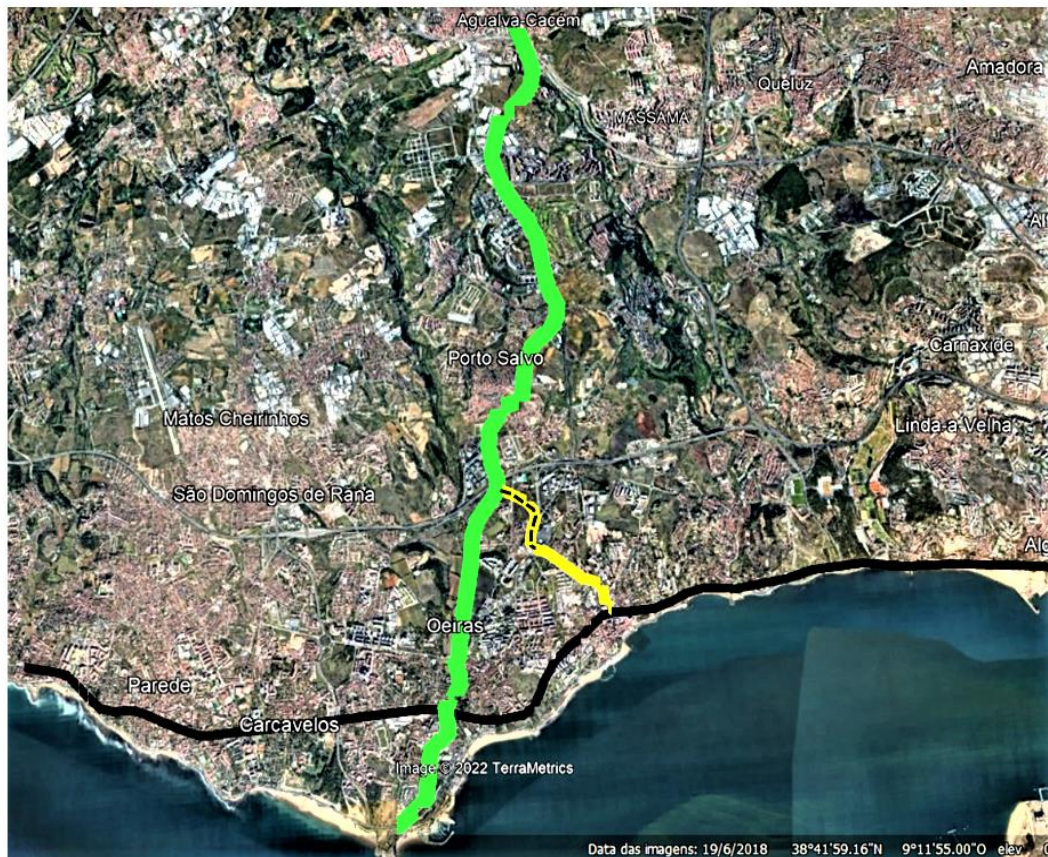 Agualva-Cacém
Queluz
Amadora
MASSAMÁ
Porto Salvo
Carnaxide
Matos Cheirinhos
Linda-a-Velha
São Domingos de Rana
Oeiras
Parede
Carcavelos
Image © 2022 TerraMetrics
Data das imagens: 19/6/2018 38°41'59.16"N 9°11'55.00"O elev